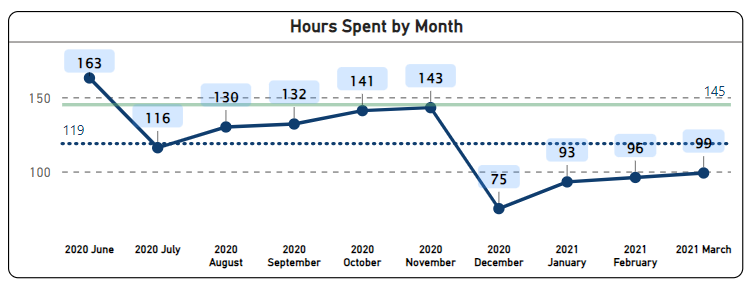 Hours Spent by Month
163
141
143
132
130
145
150
116
119
99
96
93
100
75
2020 June
2020 July
2020
August
2020
September
2020
October
2020
November
2020
December
2021
January
2021
February
2021 March